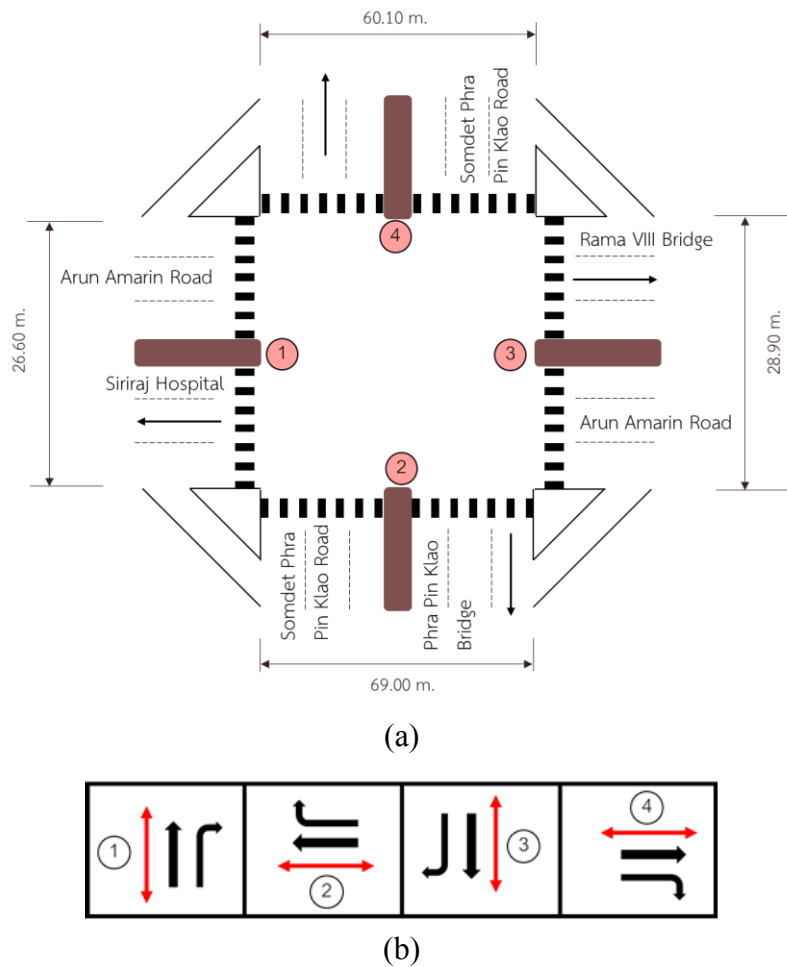 60.10 m.
Somdet Phra
Pin Klao Road
4
Rama VIII Bridge
Arun Amarin Road
26.60 m.
1
3
28.90 m.
Siriraj Hospital
Arun Amarin Road
2
Somdet Phra
Pin Klao Road
Phra Pin Klao
Bridge
69.00 m.
(a)
1
2
3
4
(b)